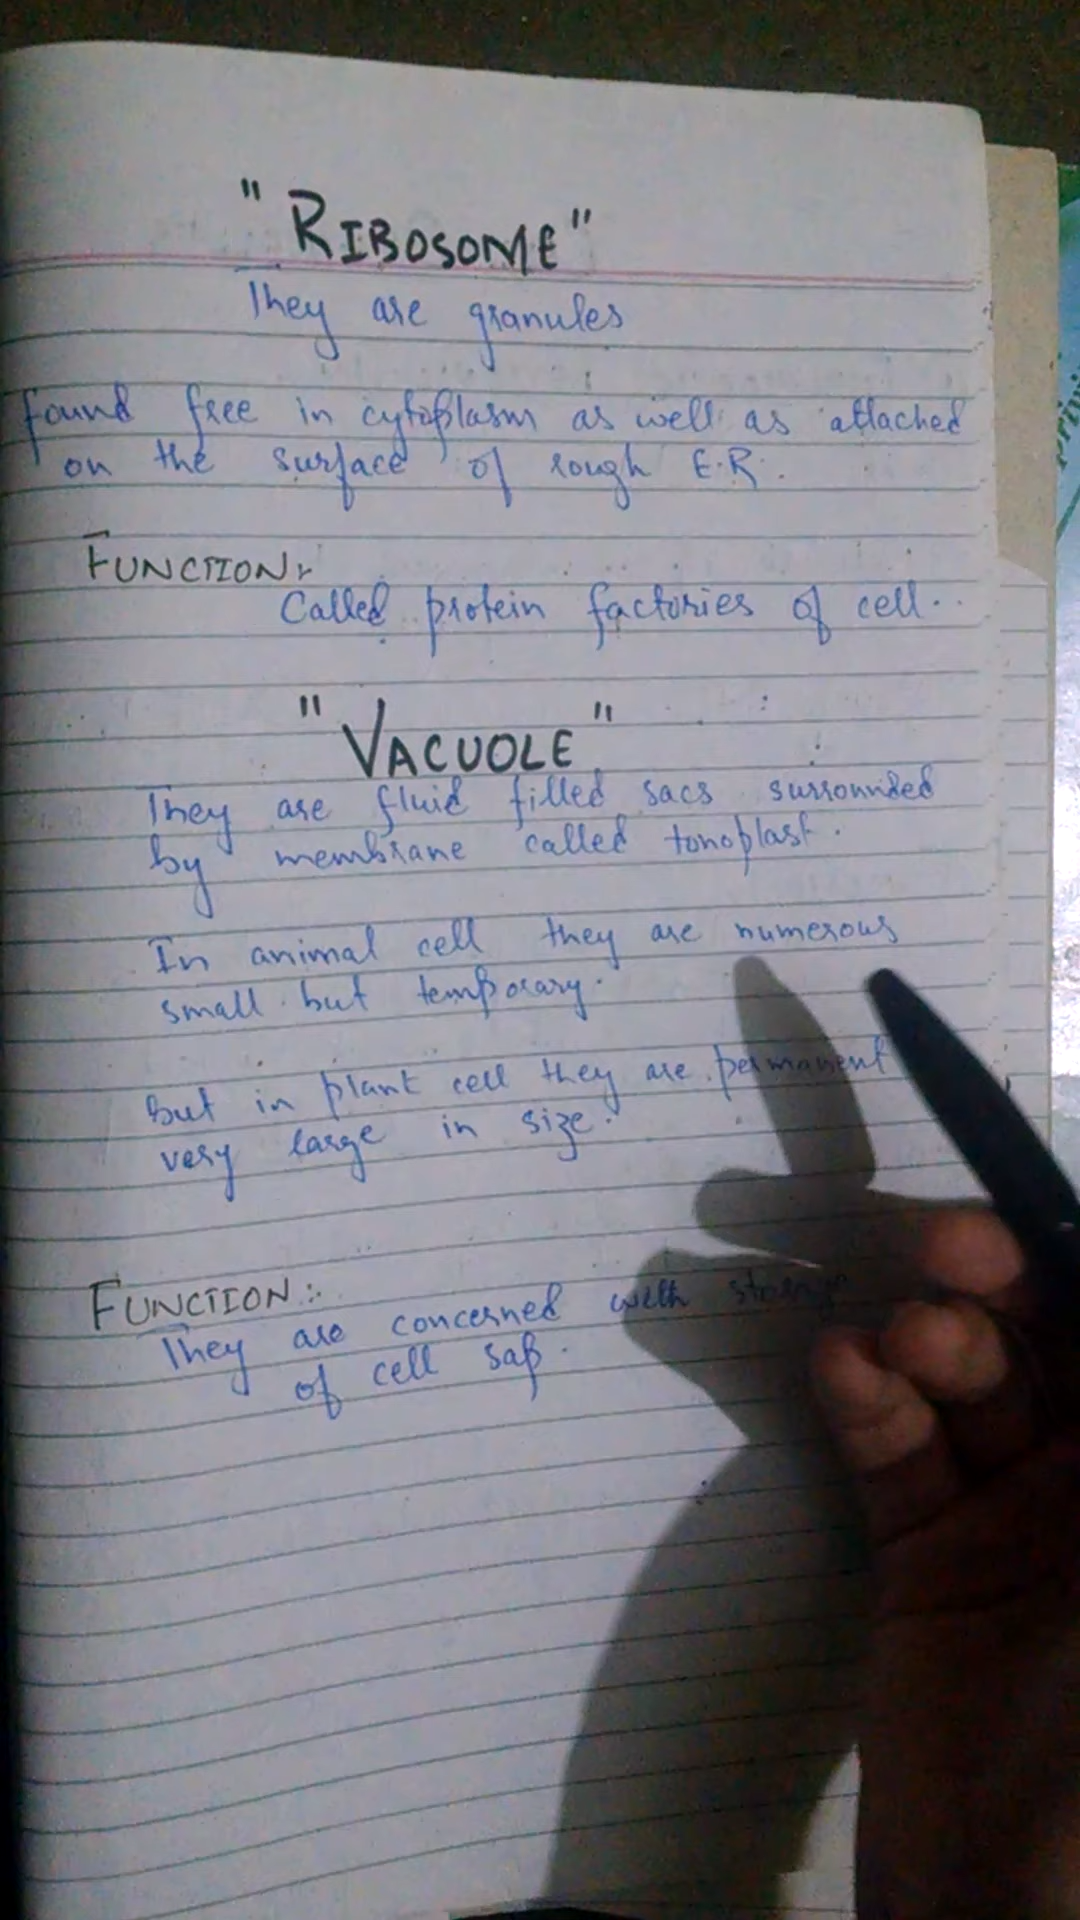 "RIBOSOME"
They are granules
found free in cytoplasm as well as attached
on the surface of rough E.R.
FUNCTION:-
Called protein factories of cell.
"VACUOLE"
They are fluid filled sacs surrounded
by membrane called tonoplast.
In animal cell they are numerous
small but temporary.
but in plant cell they are permanent
very large in size.
FUNCTION:-
They are concerned with storage
of cell sap.